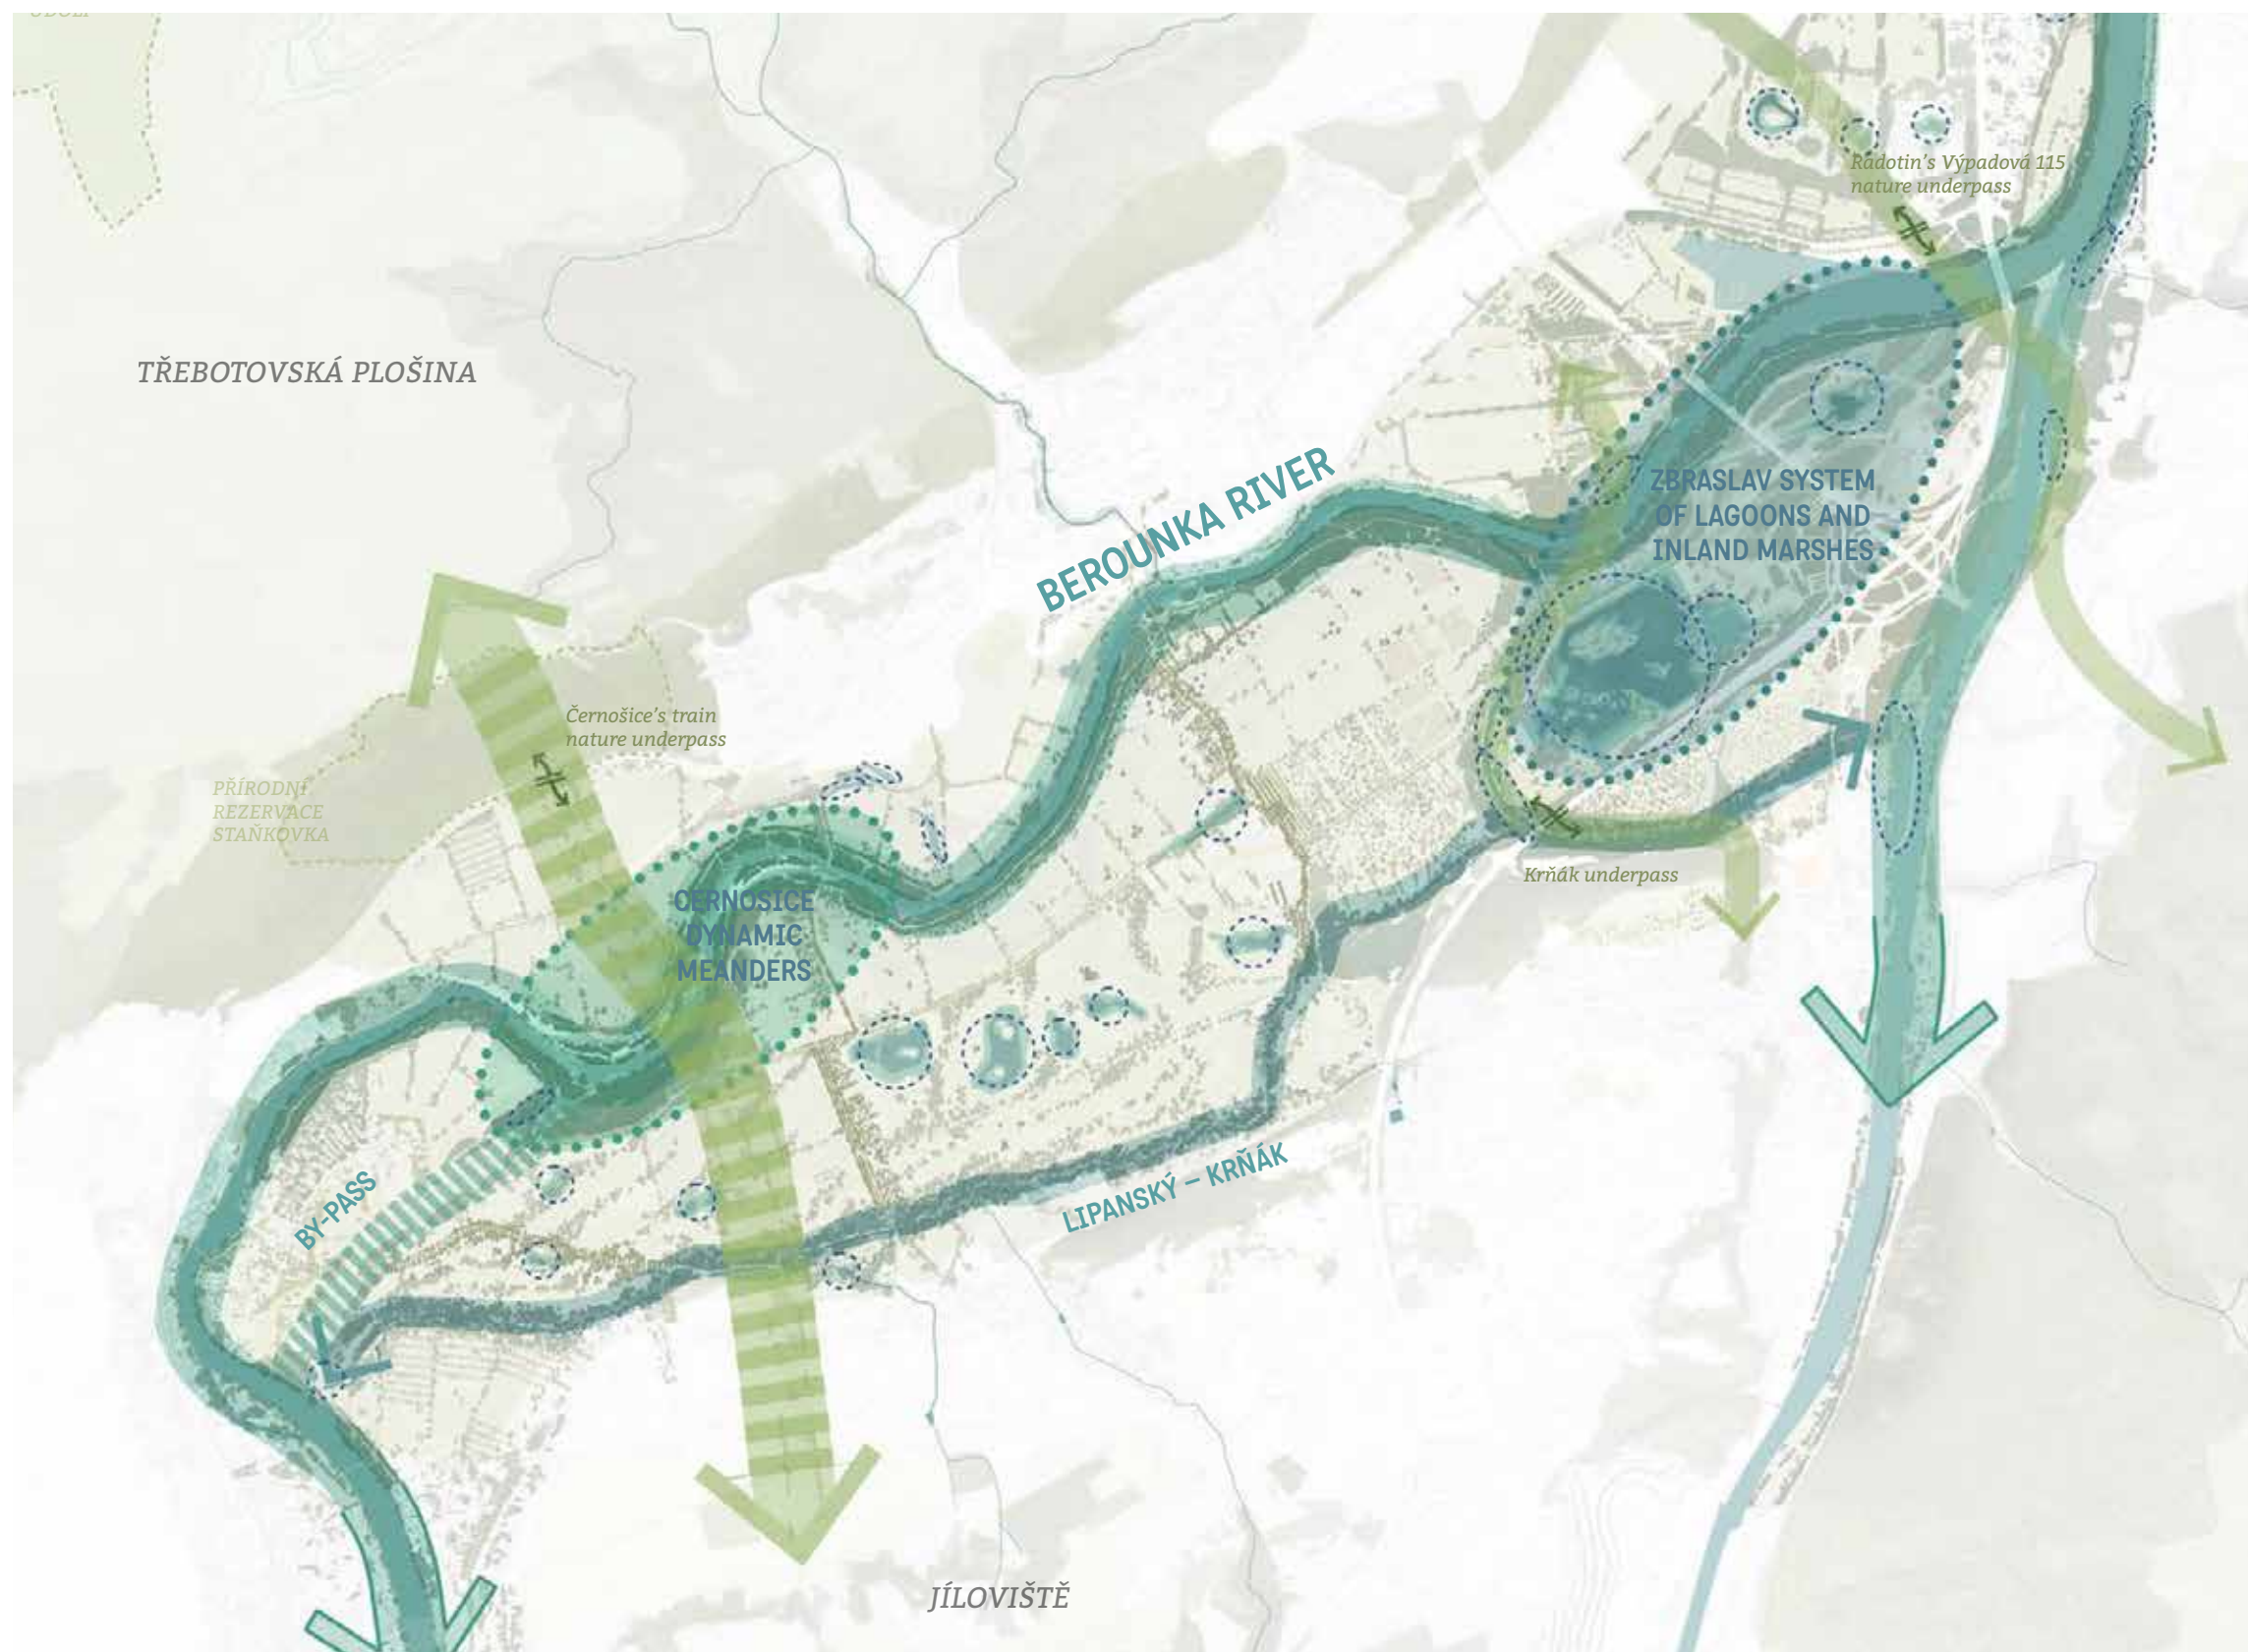 Radotin's Výpadová 115
nature underpass
TŘEBOTOVSKÁ PLOŠINA
BEROUNKA RIVER
ZBRASLAV SYSTEM
OF LAGOONS AND
INLAND MARSHES
Černošice's train
nature underpass
PŘÍRODNÍ
REZERVACE
STAŇKOVKA
Krňák underpass
CERNOSICE
DYNAMIC
MEANDERS
BY-PASS
LIPANSKÝ – KRŇÁK
JÍLOVIŠTĚ